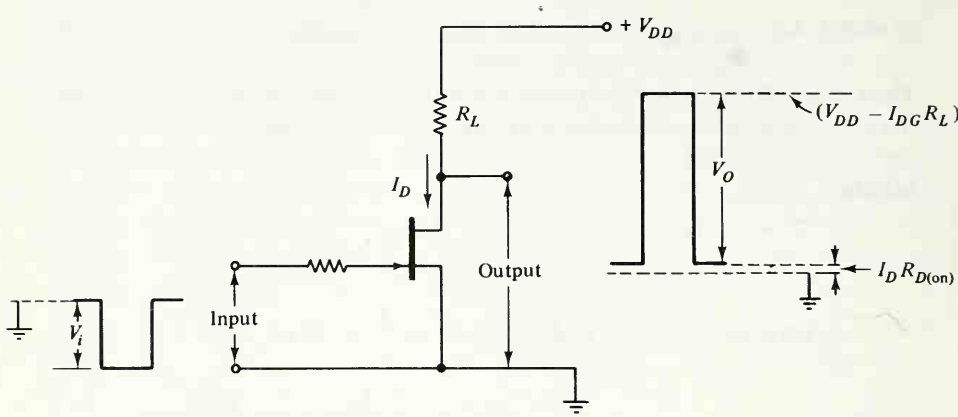 + V_DD
R_L
(V_DD − I_DG R_L)
V_O
I_D
Output
I_D R_D(on)
Input
V_i